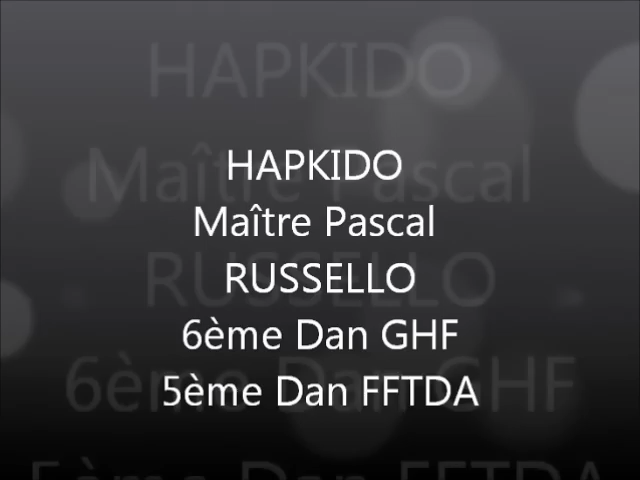 HAPKIDO
Maître Pascal
RUSSELLO
6ème Dan GHF
5ème Dan FFTDA